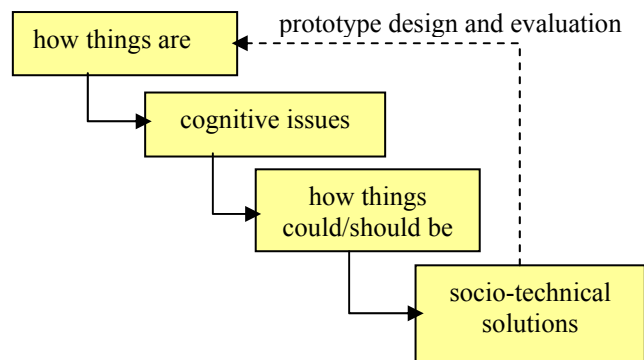 prototype design and evaluation
how things are
cognitive issues
how things
could/should be
socio-technical
solutions